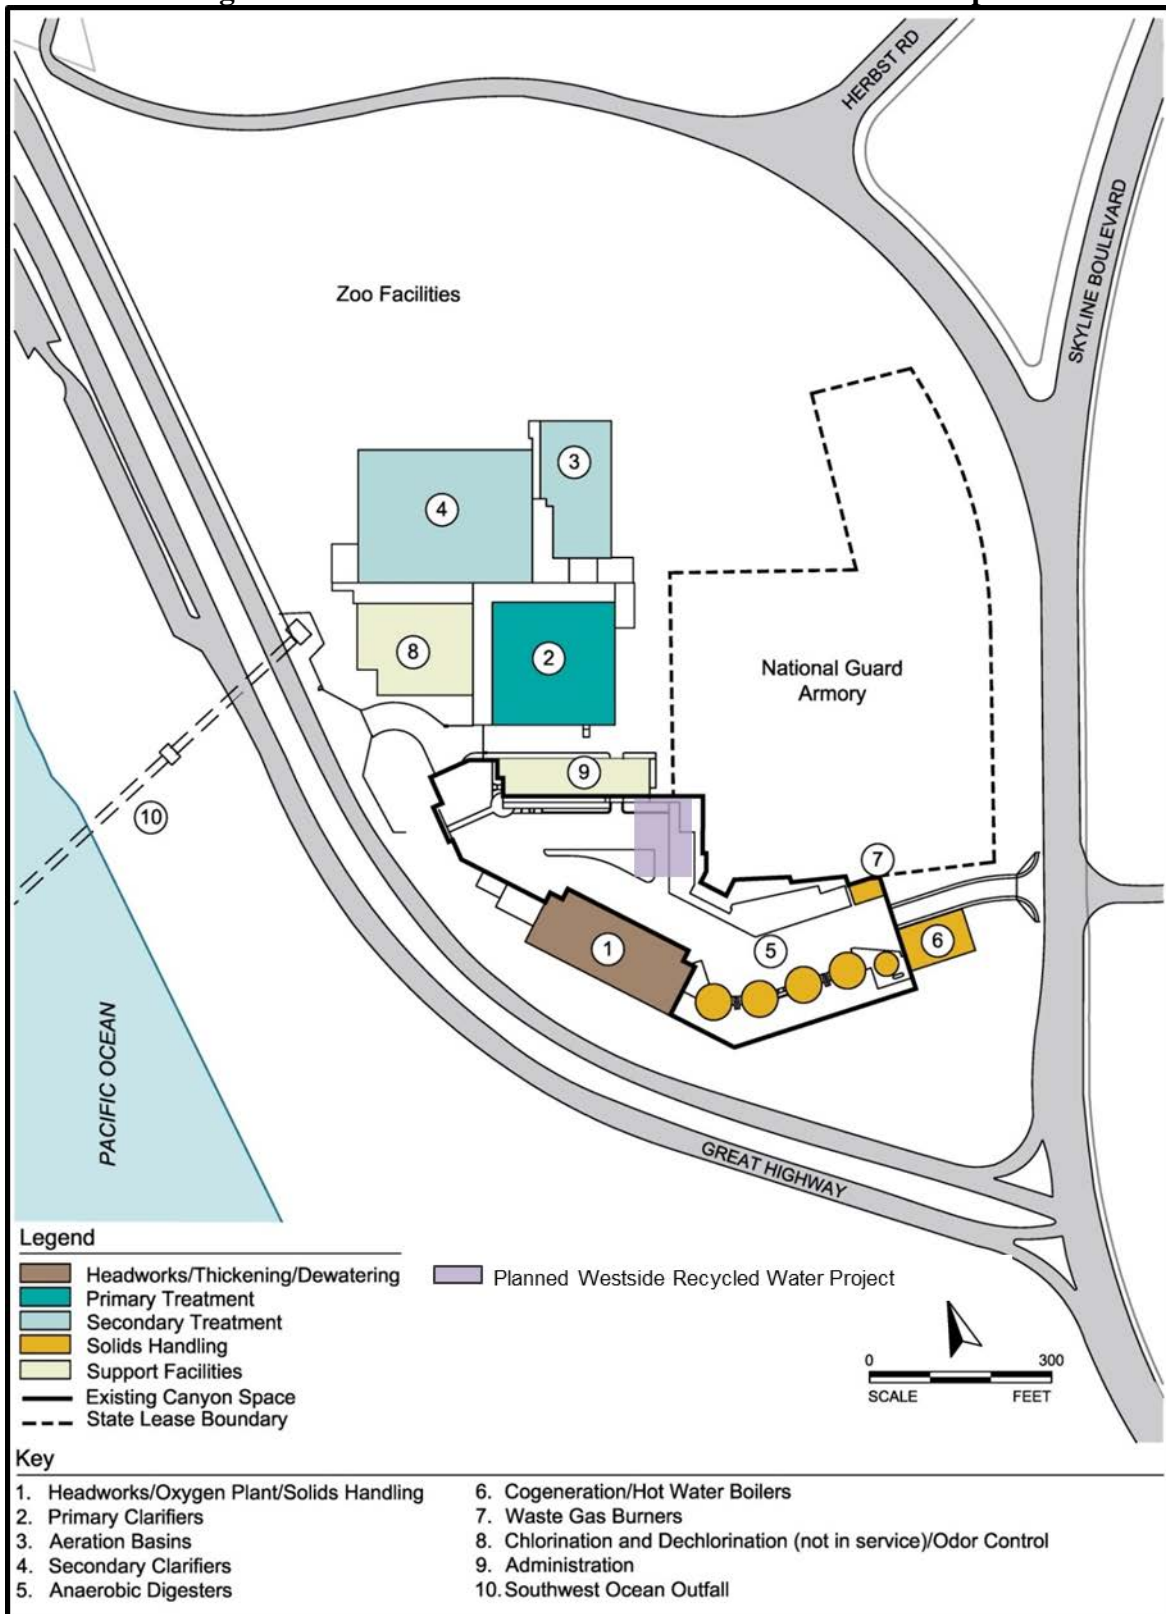 HERBST RD
SKYLINE BOULEVARD
Zoo Facilities
3
4
8
2
National Guard
Armory
9
10
7
1
5
6
PACIFIC OCEAN
GREAT HIGHWAY
Legend
Headworks/Thickening/Dewatering
Primary Treatment
Secondary Treatment
Solids Handling
Support Facilities
Existing Canyon Space
State Lease Boundary
Planned Westside Recycled Water Project
0 300
SCALE FEET
Key
1. Headworks/Oxygen Plant/Solids Handling
2. Primary Clarifiers
3. Aeration Basins
4. Secondary Clarifiers
5. Anaerobic Digesters
6. Cogeneration/Hot Water Boilers
7. Waste Gas Burners
8. Chlorination and Dechlorination (not in service)/Odor Control
9. Administration
10. Southwest Ocean Outfall